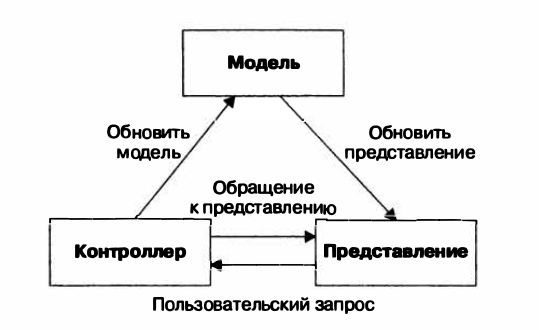 Модель
Обновить
модель
Обновить
представление
Обращение
к представлению
Контроллер
Представление
Пользовательский запрос